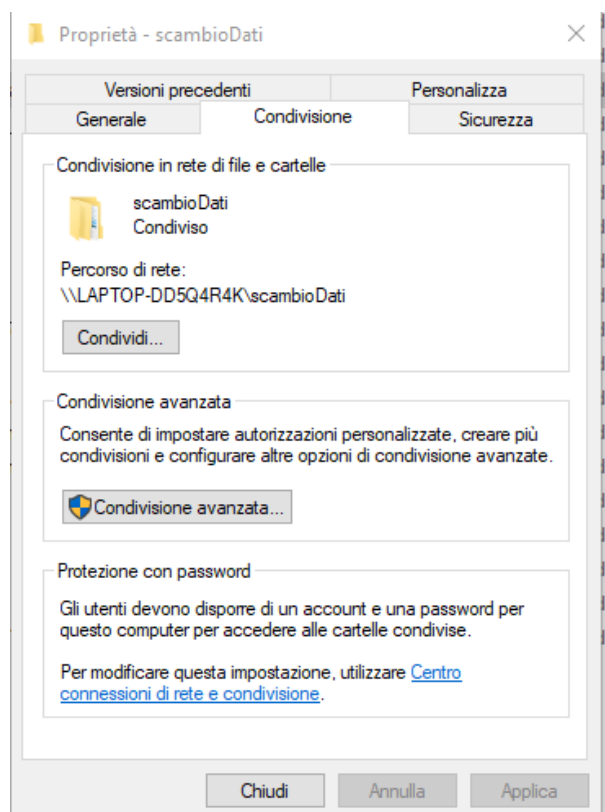 Proprietà - scambioDati
Versioni precedenti
Personalizza
Generale
Condivisione
Sicurezza
Condivisione in rete di file e cartelle
scambioDati
Condiviso
Percorso di rete:
\\LAPTOP-DD5Q4R4K\scambioDati
Condividi...
Condivisione avanzata
Consente di impostare autorizzazioni personalizzate, creare più
condivisioni e configurare altre opzioni di condivisione avanzate.
Condivisione avanzata...
Protezione con password
Gli utenti devono disporre di un account e una password per
questo computer per accedere alle cartelle condivise.
Per modificare questa impostazione, utilizzare Centro
connessioni di rete e condivisione.
Chiudi
Annulla
Applica